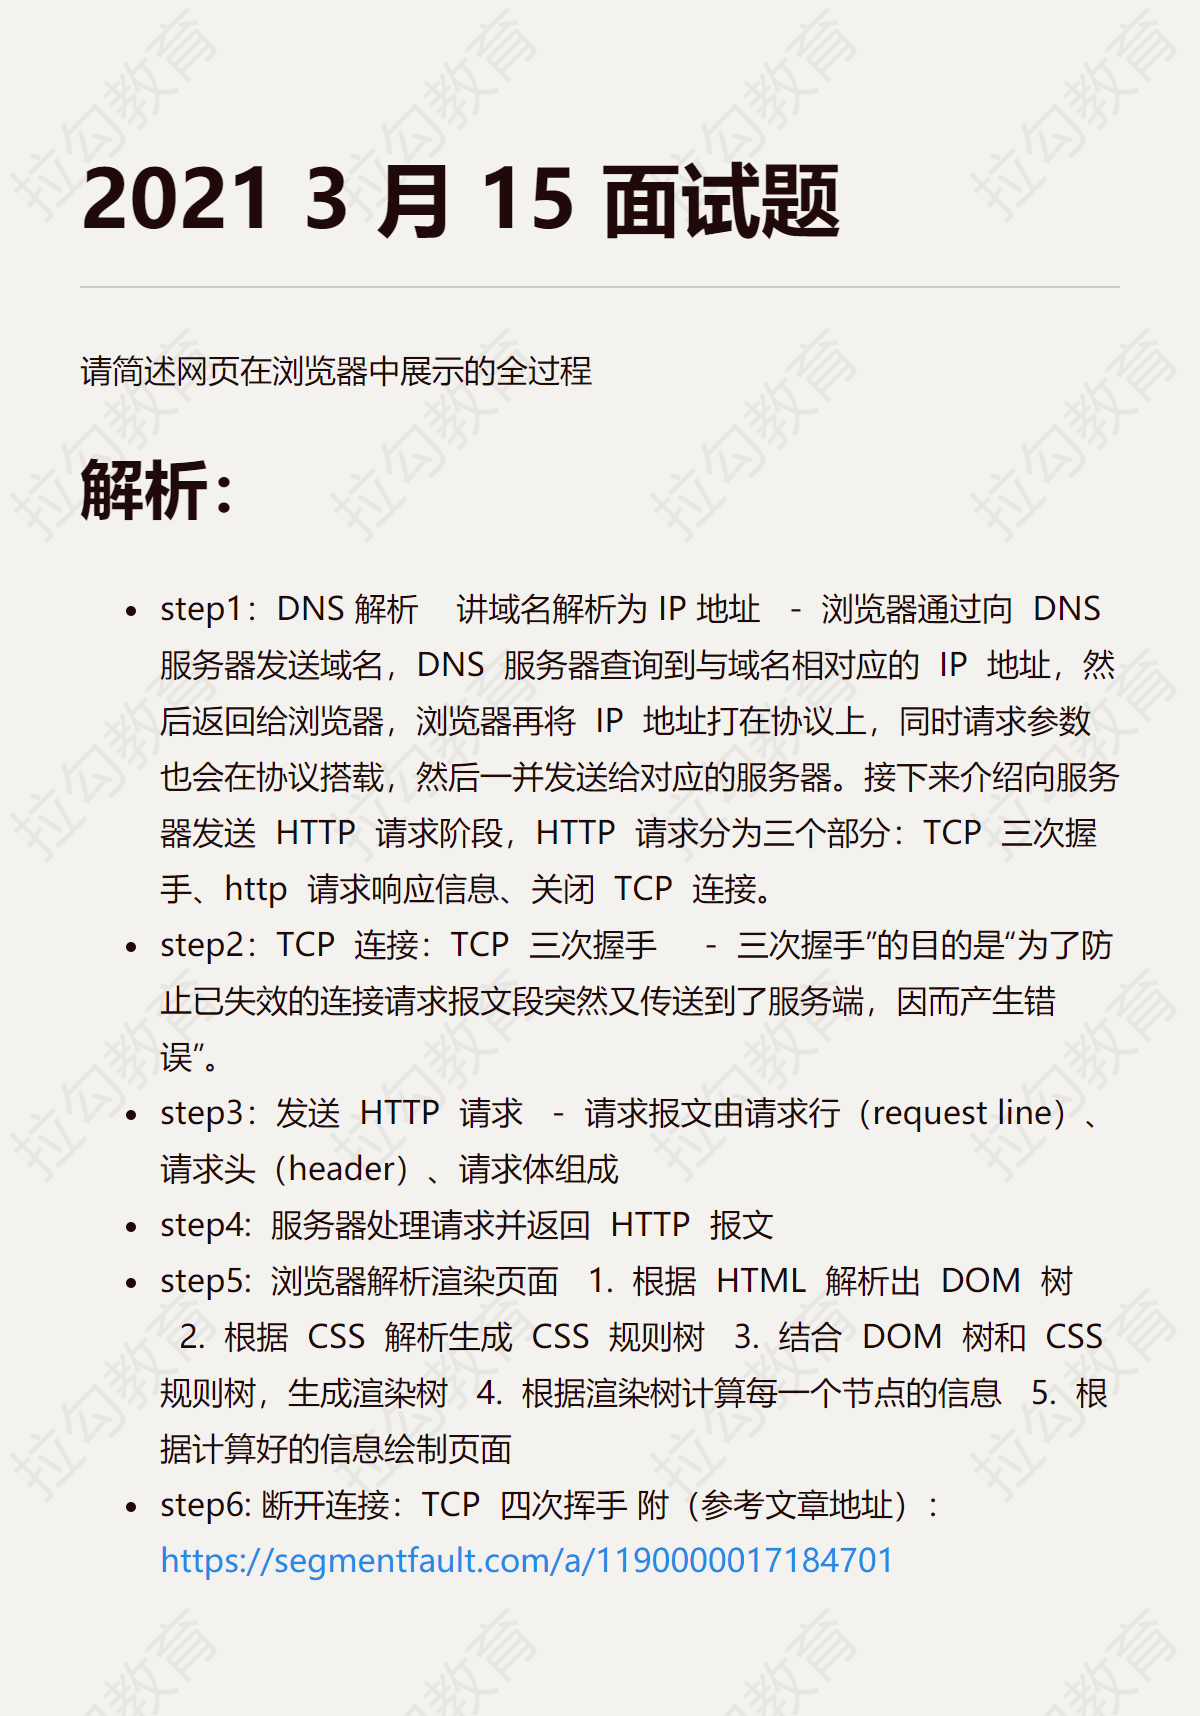 2021 3 月 15 面试题
请简述网页在浏览器中展示的全过程
解析：
step1：DNS 解析 讲域名解析为 IP 地址 - 浏览器通过向 DNS
服务器发送域名，DNS 服务器查询到与域名相对应的 IP 地址，然
后返回给浏览器，浏览器再将 IP 地址打在协议上，同时请求参数
也会在协议搭载，然后一并发送给对应的服务器。接下来介绍向服务
器发送 HTTP 请求阶段，HTTP 请求分为三个部分：TCP 三次握
手、http 请求响应信息、关闭 TCP 连接。
step2：TCP 连接：TCP 三次握手 - 三次握手”的目的是“为了防
止已失效的连接请求报文段突然又传送到了服务端，因而产生错
误”。
step3：发送 HTTP 请求 - 请求报文由请求行（request line）、
请求头（header）、请求体组成
step4: 服务器处理请求并返回 HTTP 报文
step5: 浏览器解析渲染页面 1. 根据 HTML 解析出 DOM 树
2. 根据 CSS 解析生成 CSS 规则树 3. 结合 DOM 树和 CSS
规则树，生成渲染树 4. 根据渲染树计算每一个节点的信息 5. 根
据计算好的信息绘制页面
step6: 断开连接：TCP 四次挥手 附（参考文章地址）:
https://segmentfault.com/a/1190000017184701
拉勾教育